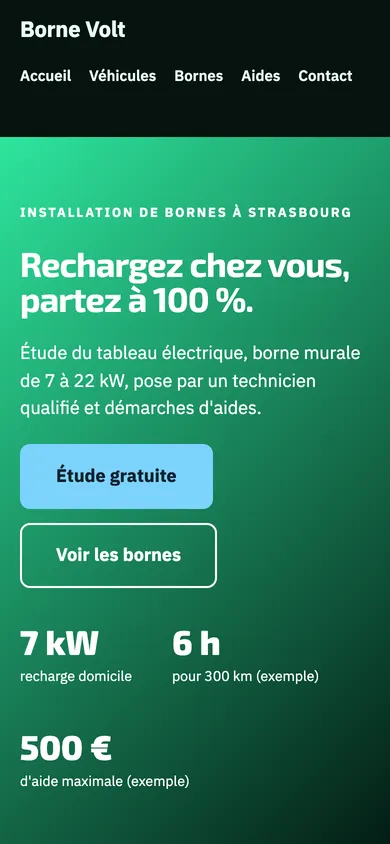 Borne Volt
Accueil Véhicules Bornes Aides Contact
INSTALLATION DE BORNES À STRASBOURG
Rechargez chez vous,
partez à 100 %.
Étude du tableau électrique, borne murale
de 7 à 22 kW, pose par un technicien
qualifié et démarches d'aides.
Étude gratuite
Voir les bornes
7 kW
recharge domicile
6 h
pour 300 km (exemple)
500 €
d'aide maximale (exemple)